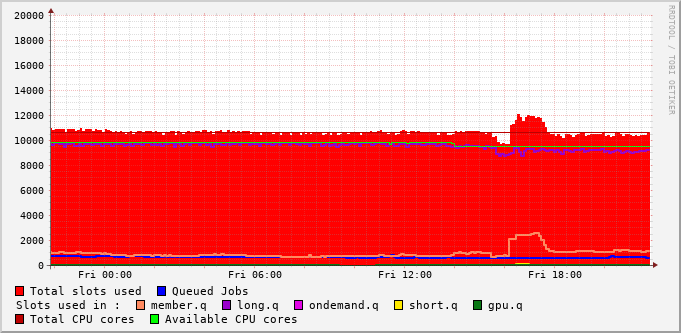 RRDTOOL / TOBI OETIKER
20000
18000
16000
14000
12000
10000
8000
6000
4000
2000
0
Fri 00:00 Fri 06:00 Fri 12:00 Fri 18:00
Total slots used Queued Jobs
Slots used in : member.q long.q ondemand.q short.q gpu.q
Total CPU cores Available CPU cores